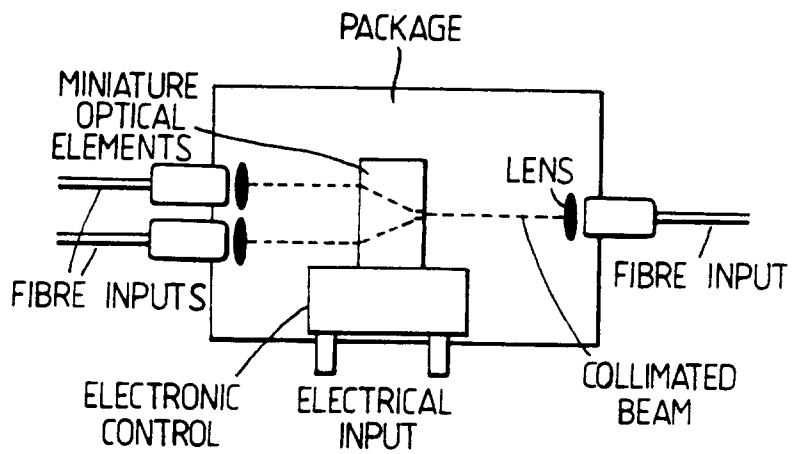 PACKAGE
MINIATURE
OPTICAL
ELEMENTS
LENS
FIBRE INPUTS
FIBRE INPUT
ELECTRONIC
CONTROL
ELECTRICAL
INPUT
COLLIMATED
BEAM